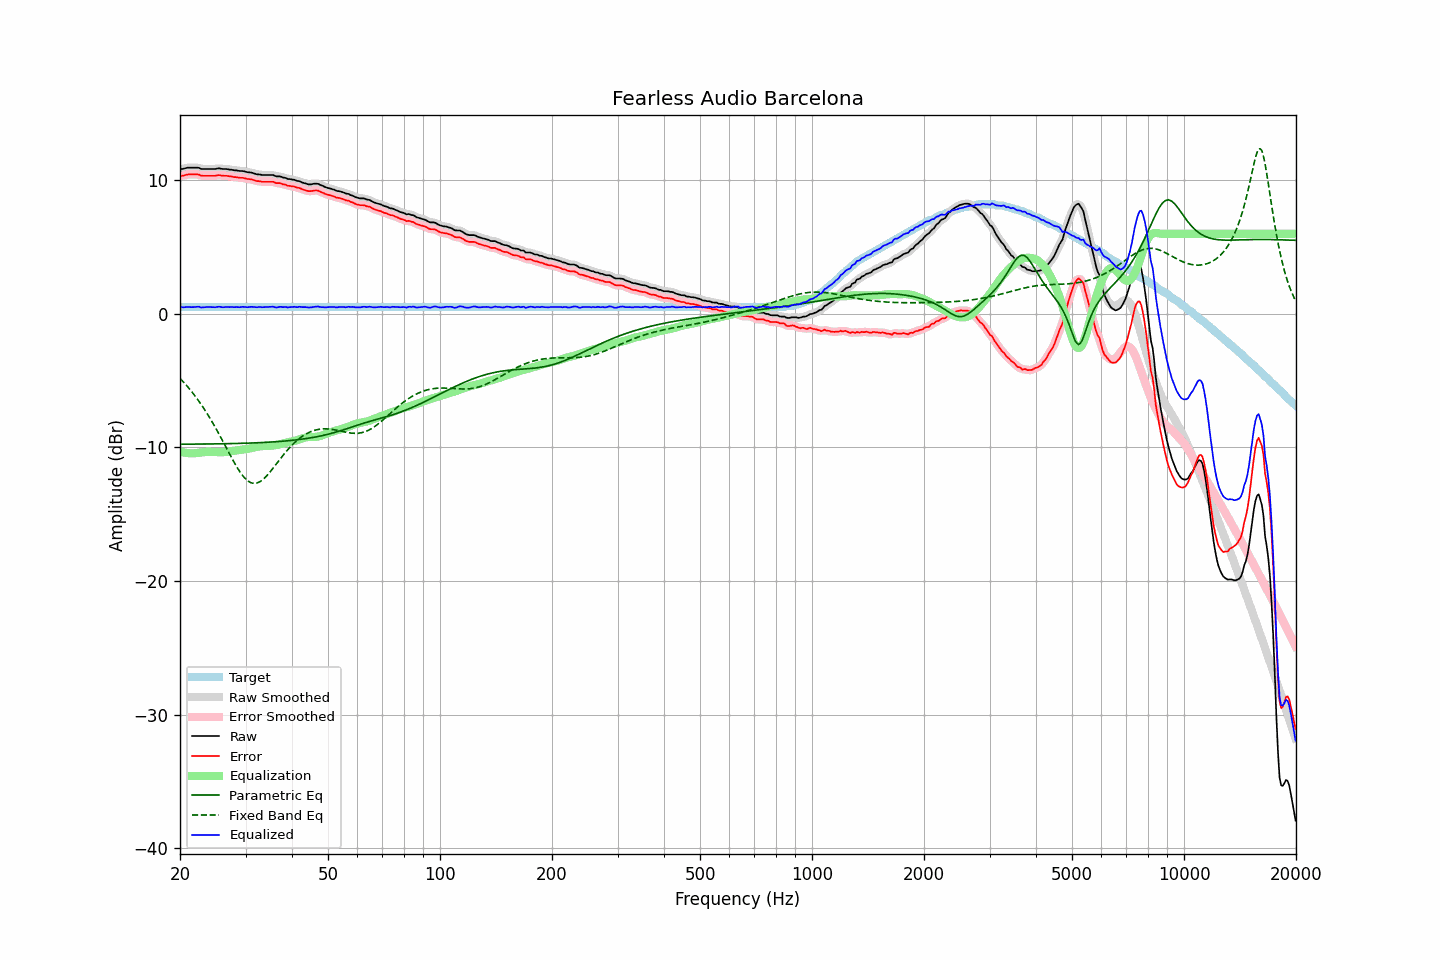 Fearless Audio Barcelona
Amplitude (dBr)
10
0
−10
−20
−30
−40
Target
Raw Smoothed
Error Smoothed
Raw
Error
Equalization
Parametric Eq
Fixed Band Eq
Equalized
20 50 100 200 500 1000 2000 5000 10000 20000
Frequency (Hz)